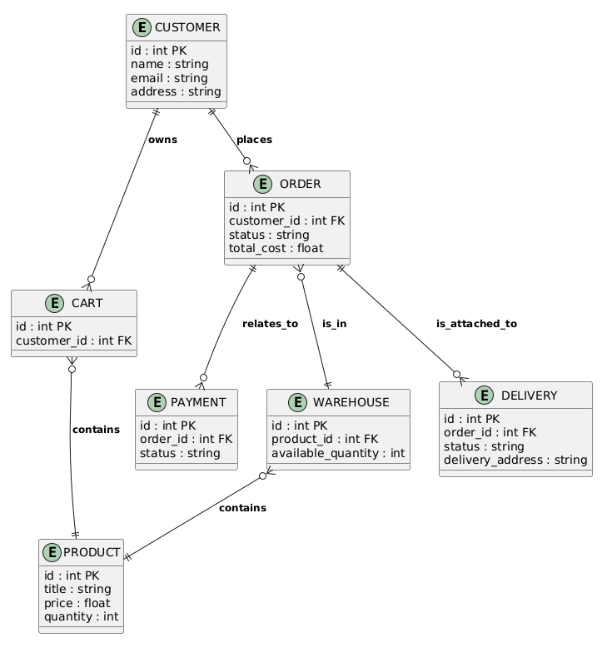 E CUSTOMER
id : int PK
name : string
email : string
address : string
owns
places
E ORDER
id : int PK
customer_id : int FK
status : string
total_cost : float
E CART
id : int PK
customer_id : int FK
relates_to
is_in
is_attached_to
E PAYMENT
id : int PK
order_id : int FK
status : string
E WAREHOUSE
id : int PK
product_id : int FK
available_quantity : int
E DELIVERY
id : int PK
order_id : int FK
status : string
delivery_address : string
contains
contains
E PRODUCT
id : int PK
title : string
price : float
quantity : int